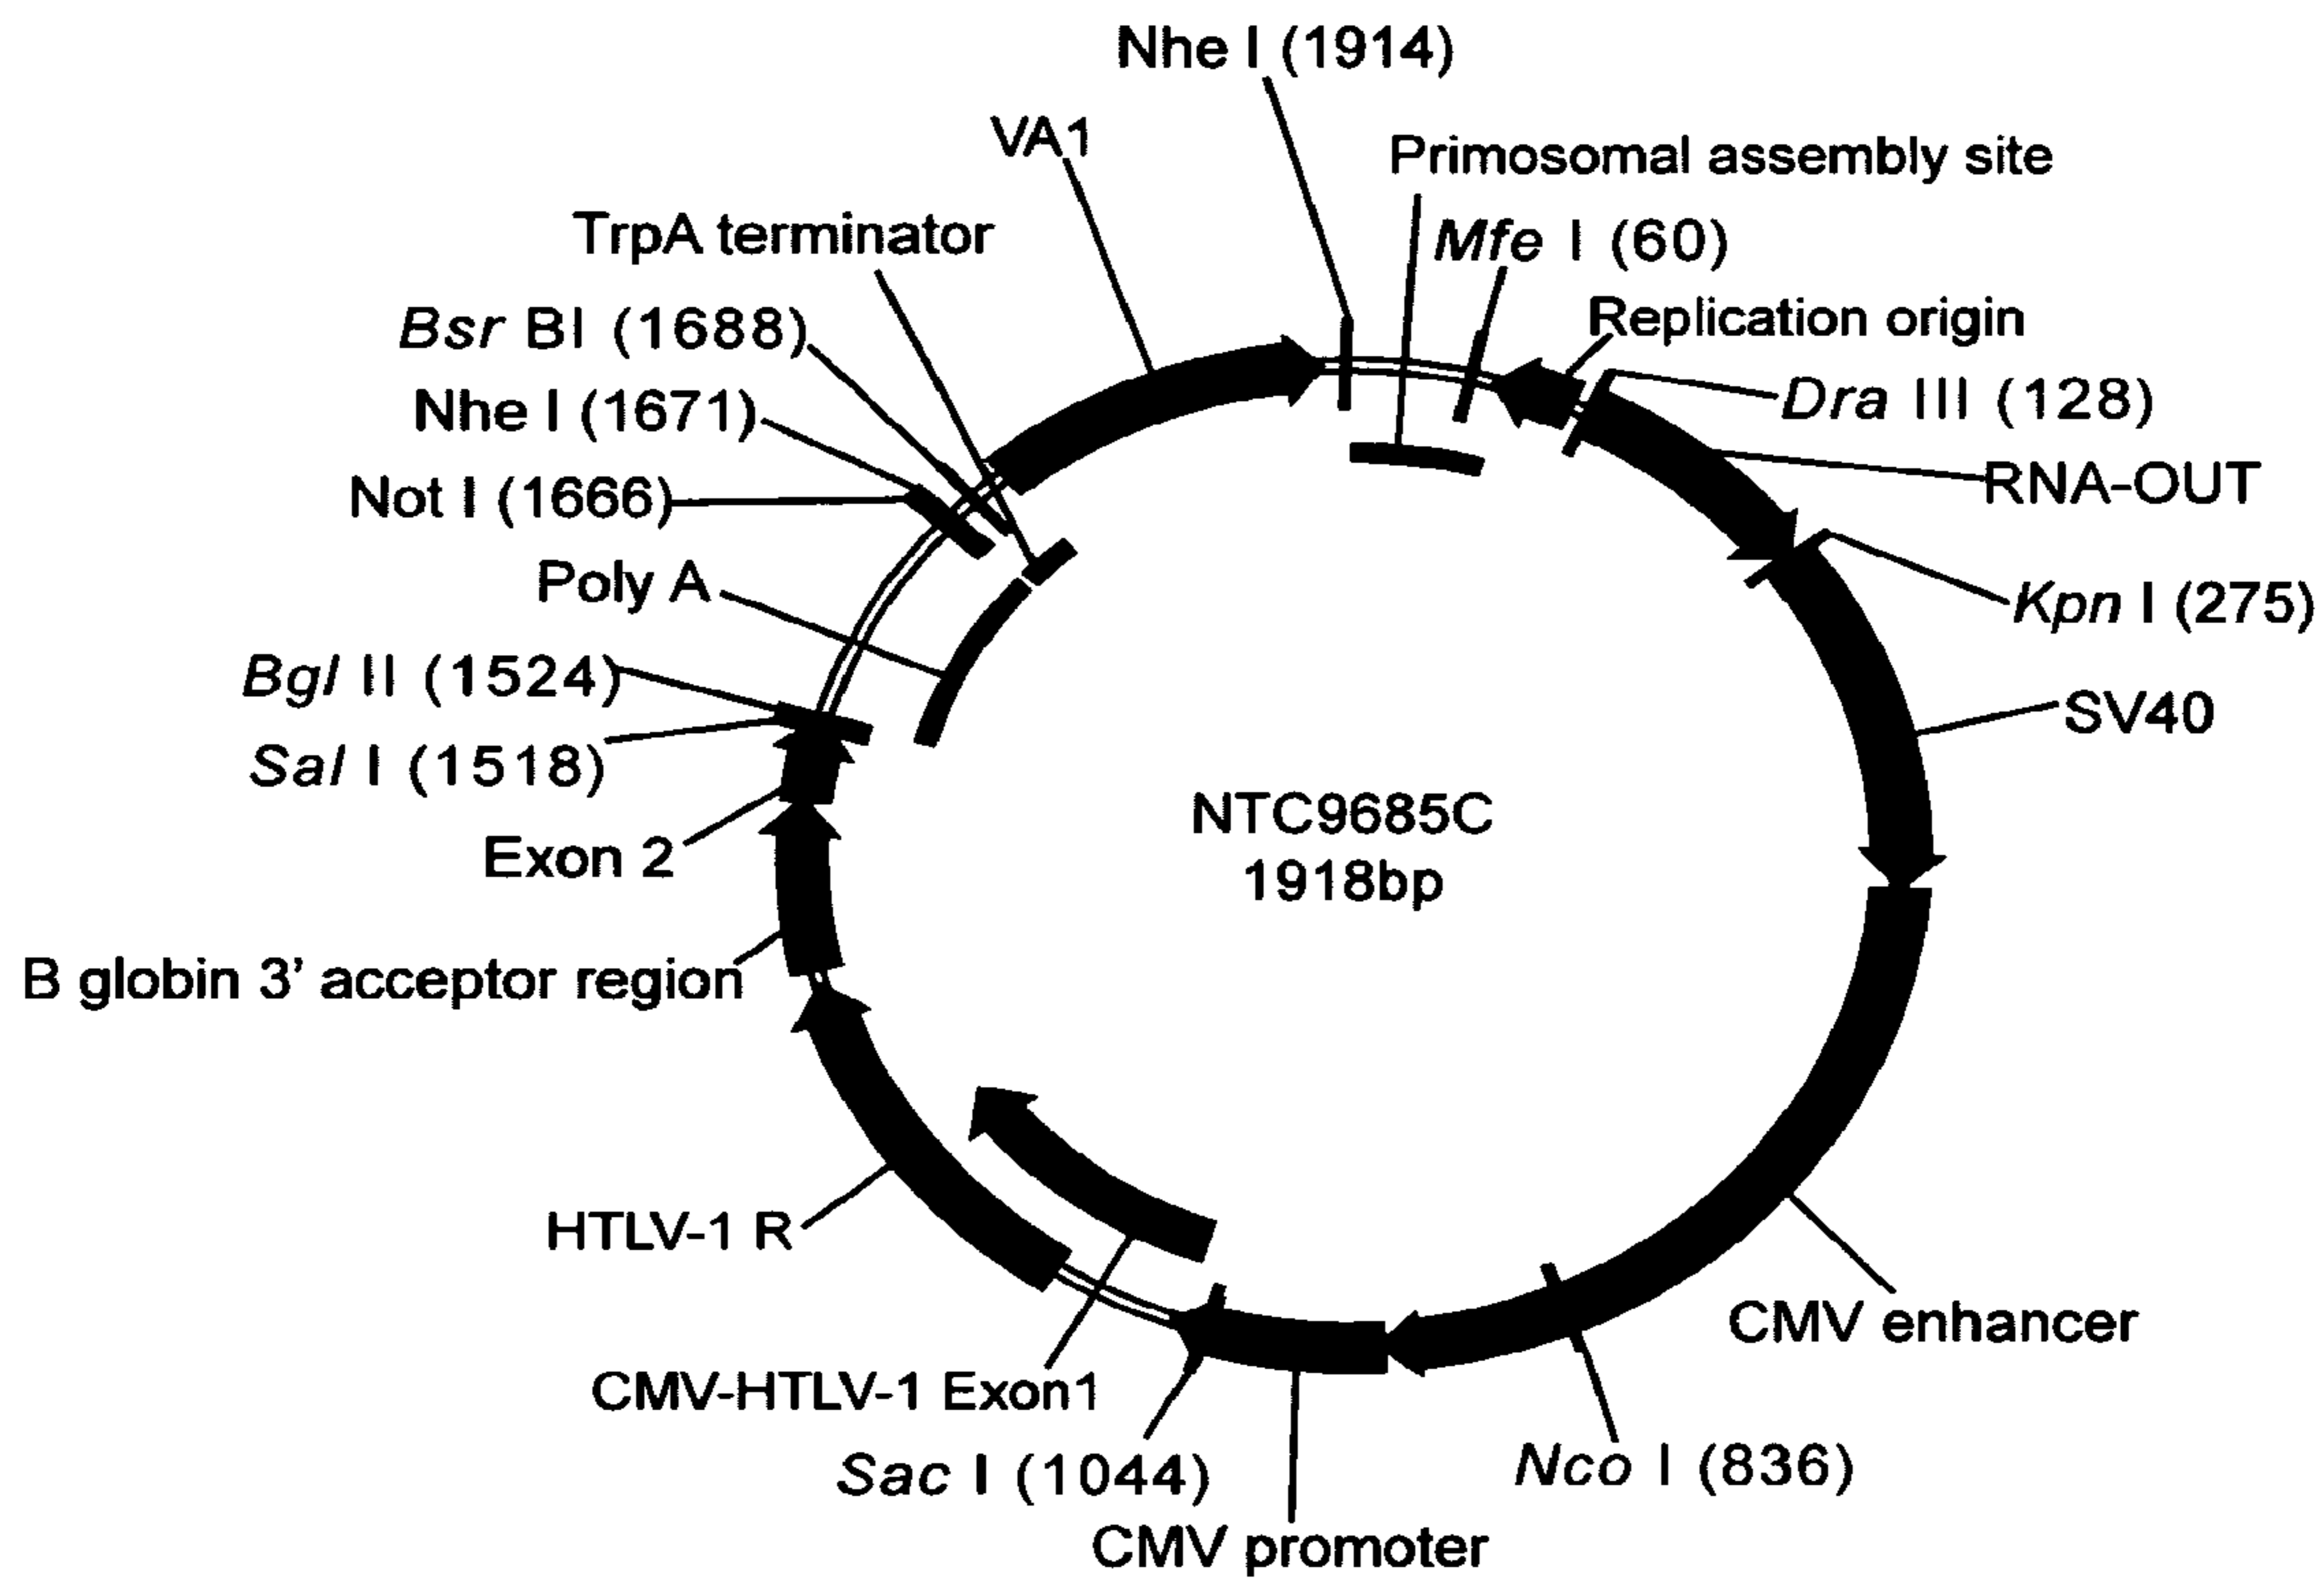 Nhe I (1914)
VA1
Primosomal assembly site
TrpA terminator
Mfe I (60)
Bsr BI (1688)
Replication origin
Nhe I (1671)
Dra III (128)
Not I (1666)
RNA-OUT
Poly A
Kpn I (275)
Bgl II (1524)
SV40
Sal I (1518)
NTC9685C
1918bp
Exon 2
B globin 3’ acceptor region
HTLV-1 R
CMV enhancer
CMV-HTLV-1 Exon1
Sac I (1044)
Nco I (836)
CMV promoter